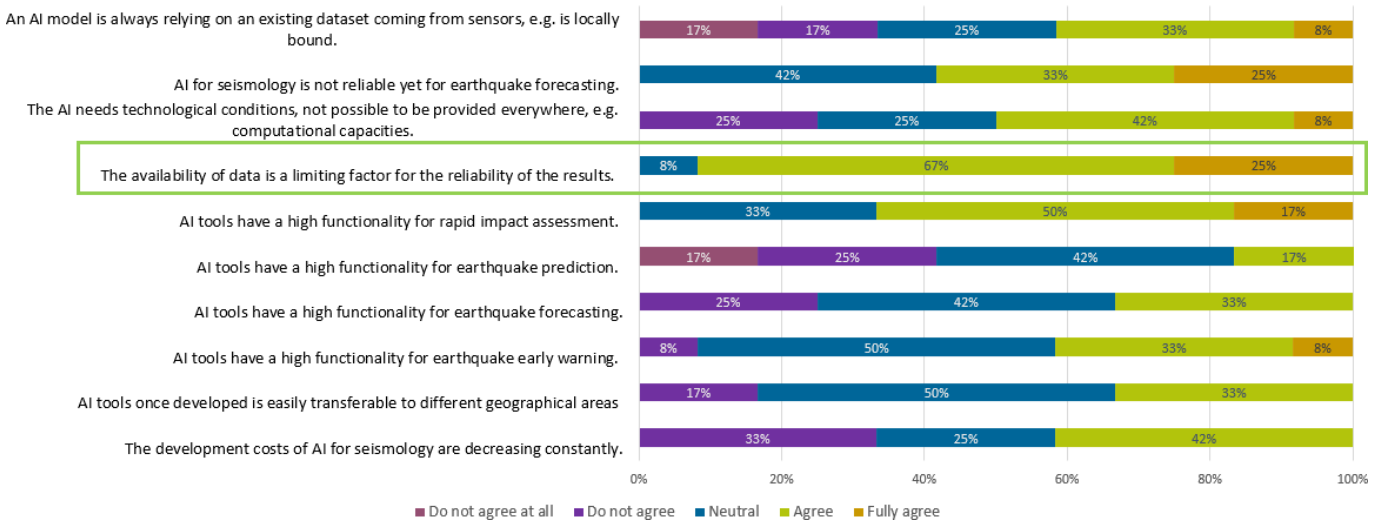 An AI model is always relying on an existing dataset coming from sensors, e.g. is locally
bound.
17% 17% 25% 33% 8%
AI for seismology is not reliable yet for earthquake forecasting.
42% 33% 25%
The AI needs technological conditions, not possible to be provided everywhere, e.g.
computational capacities.
25% 25% 42% 8%
The availability of data is a limiting factor for the reliability of the results.
8% 67% 25%
AI tools have a high functionality for rapid impact assessment.
33% 50% 17%
AI tools have a high functionality for earthquake prediction.
17% 25% 42% 17%
AI tools have a high functionality for earthquake forecasting.
25% 42% 33%
AI tools have a high functionality for earthquake early warning.
8% 50% 33% 8%
AI tools once developed is easily transferable to different geographical areas
17% 50% 33%
The development costs of AI for seismology are decreasing constantly.
33% 25% 42%
0% 20% 40% 60% 80% 100%
Do not agree at all Do not agree Neutral Agree Fully agree